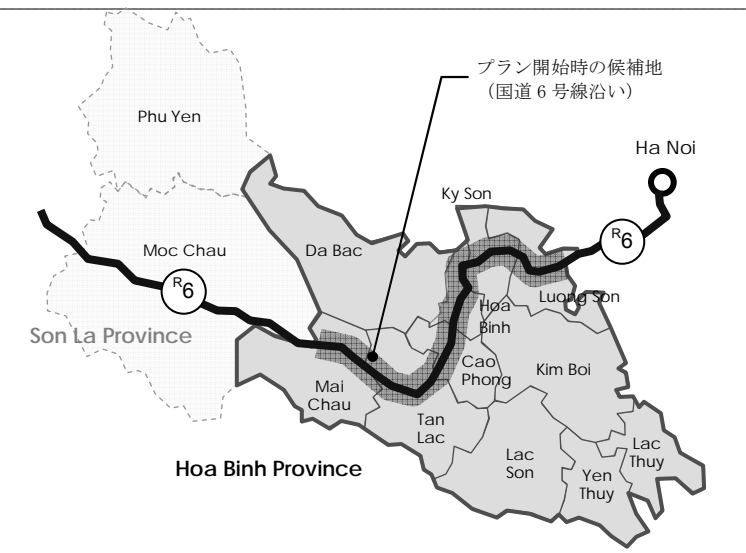 プラン開始時の候補地
（国道 6 号線沿い）
Phu Yen
Ha Noi
Ky Son
R6
Moc Chau
Da Bac
R6
Hoa
Binh
Luong Son
Son La Province
Cao
Phong
Kim Boi
Mai
Chau
Tan
Lac
Lac
Son
Lac
Thuy
Yen
Thuy
Hoa Binh Province